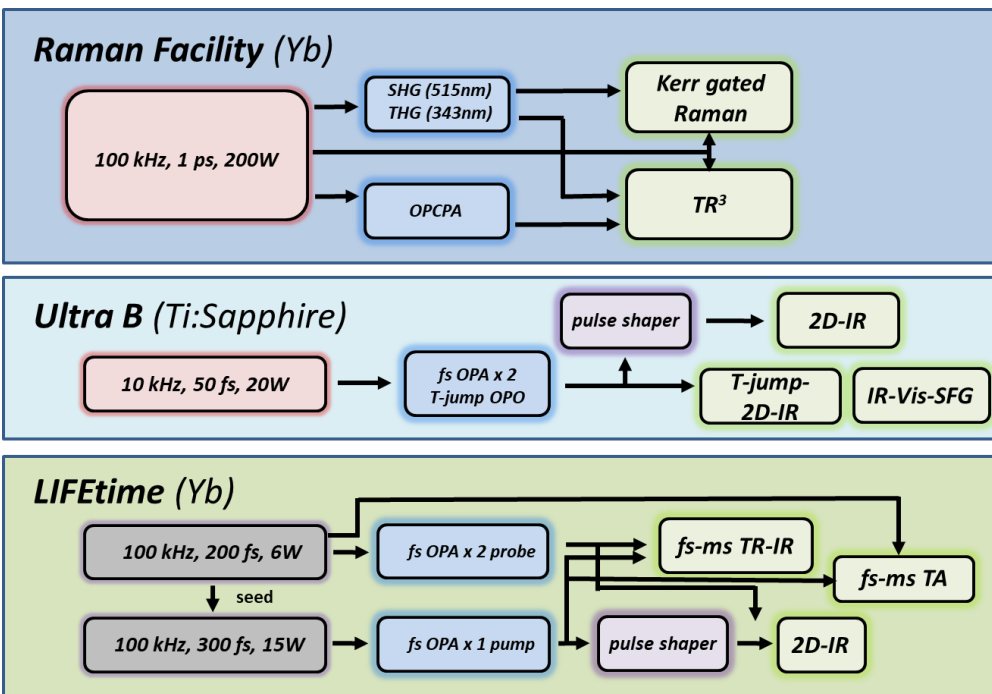 Raman Facility (Yb)
100 kHz, 1 ps, 200W
SHG (515nm)
THG (343nm)
OPCPA
Kerr gated
Raman
TR³
Ultra B (Ti:Sapphire)
10 kHz, 50 fs, 20W
fs OPA x 2
T-jump OPO
pulse shaper
2D-IR
T-jump-
2D-IR
IR-Vis-SFG
LIFEtime (Yb)
100 kHz, 200 fs, 6W
seed
100 kHz, 300 fs, 15W
fs OPA x 2 probe
fs OPA x 1 pump
fs-ms TR-IR
fs-ms TA
pulse shaper
2D-IR